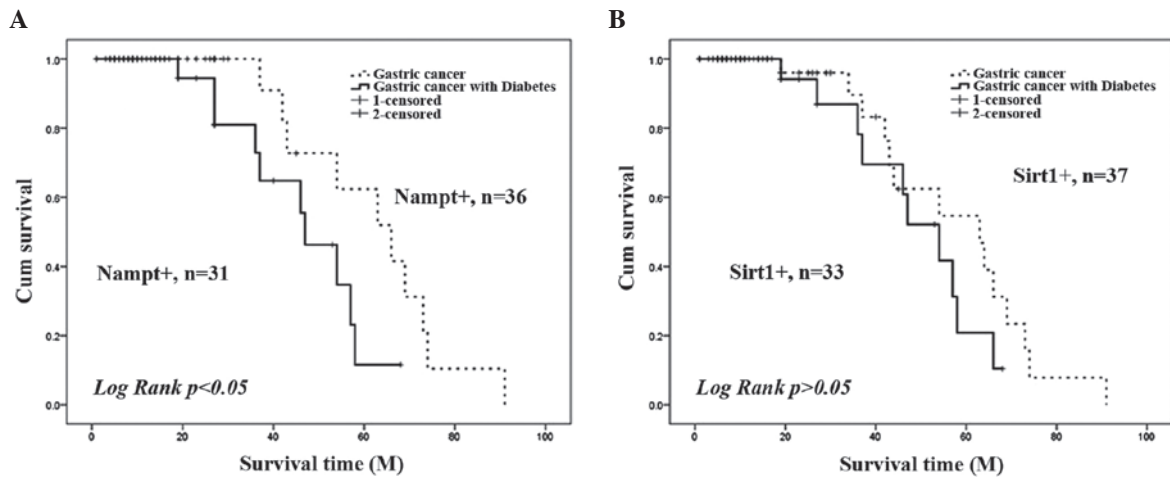 A
1.0
0.8
0.6
0.4
0.2
0.0
Cum survival
Gastric cancer
Gastric cancer with Diabetes
1-censored
2-censored
Nampt+, n=36
Nampt+, n=31
Log Rank p<0.05
0 20 40 60 80 100
Survival time (M)
B
1.0
0.8
0.6
0.4
0.2
0.0
Cum survival
Gastric cancer
Gastric cancer with Diabetes
1-censored
2-censored
Sirt1+, n=37
Sirt1+, n=33
Log Rank p>0.05
0 20 40 60 80 100
Survival time (M)